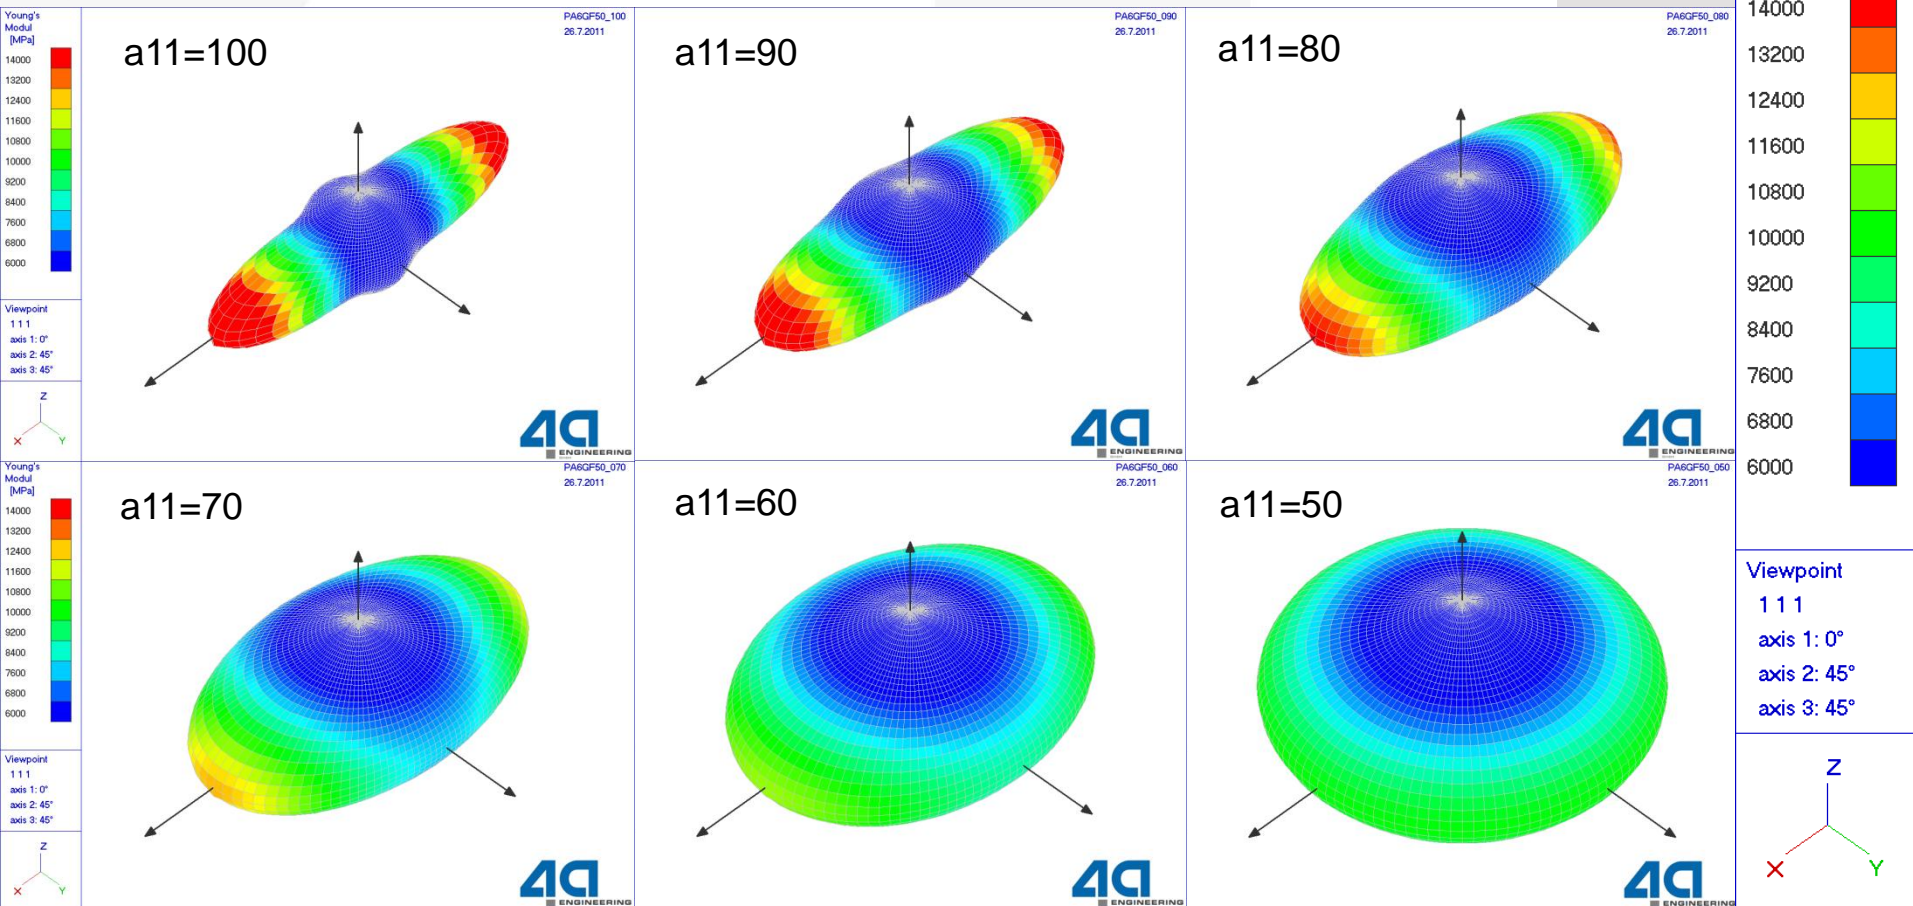 Young's
Modul
[MPa]
14000
13200
12400
11600
10800
10000
9200
8400
7600
6800
6000
Viewpoint
1 1 1
axis 1: 0°
axis 2: 45°
axis 3: 45°
Z
X
Y
a11=100
PA6GF50_100
26.7.2011
4a
ENGINEERING
a11=90
PA6GF50_090
26.7.2011
4a
ENGINEERING
a11=80
PA6GF50_080
26.7.2011
4a
ENGINEERING
14000
13200
12400
11600
10800
10000
9200
8400
7600
6800
6000
Viewpoint
1 1 1
axis 1: 0°
axis 2: 45°
axis 3: 45°
Z
X
Y
Young's
Modul
[MPa]
14000
13200
12400
11600
10800
10000
9200
8400
7600
6800
6000
Viewpoint
1 1 1
axis 1: 0°
axis 2: 45°
axis 3: 45°
Z
X
Y
a11=70
PA6GF50_070
26.7.2011
4a
ENGINEERING
a11=60
PA6GF50_060
26.7.2011
4a
ENGINEERING
a11=50
PA6GF50_050
26.7.2011
4a
ENGINEERING